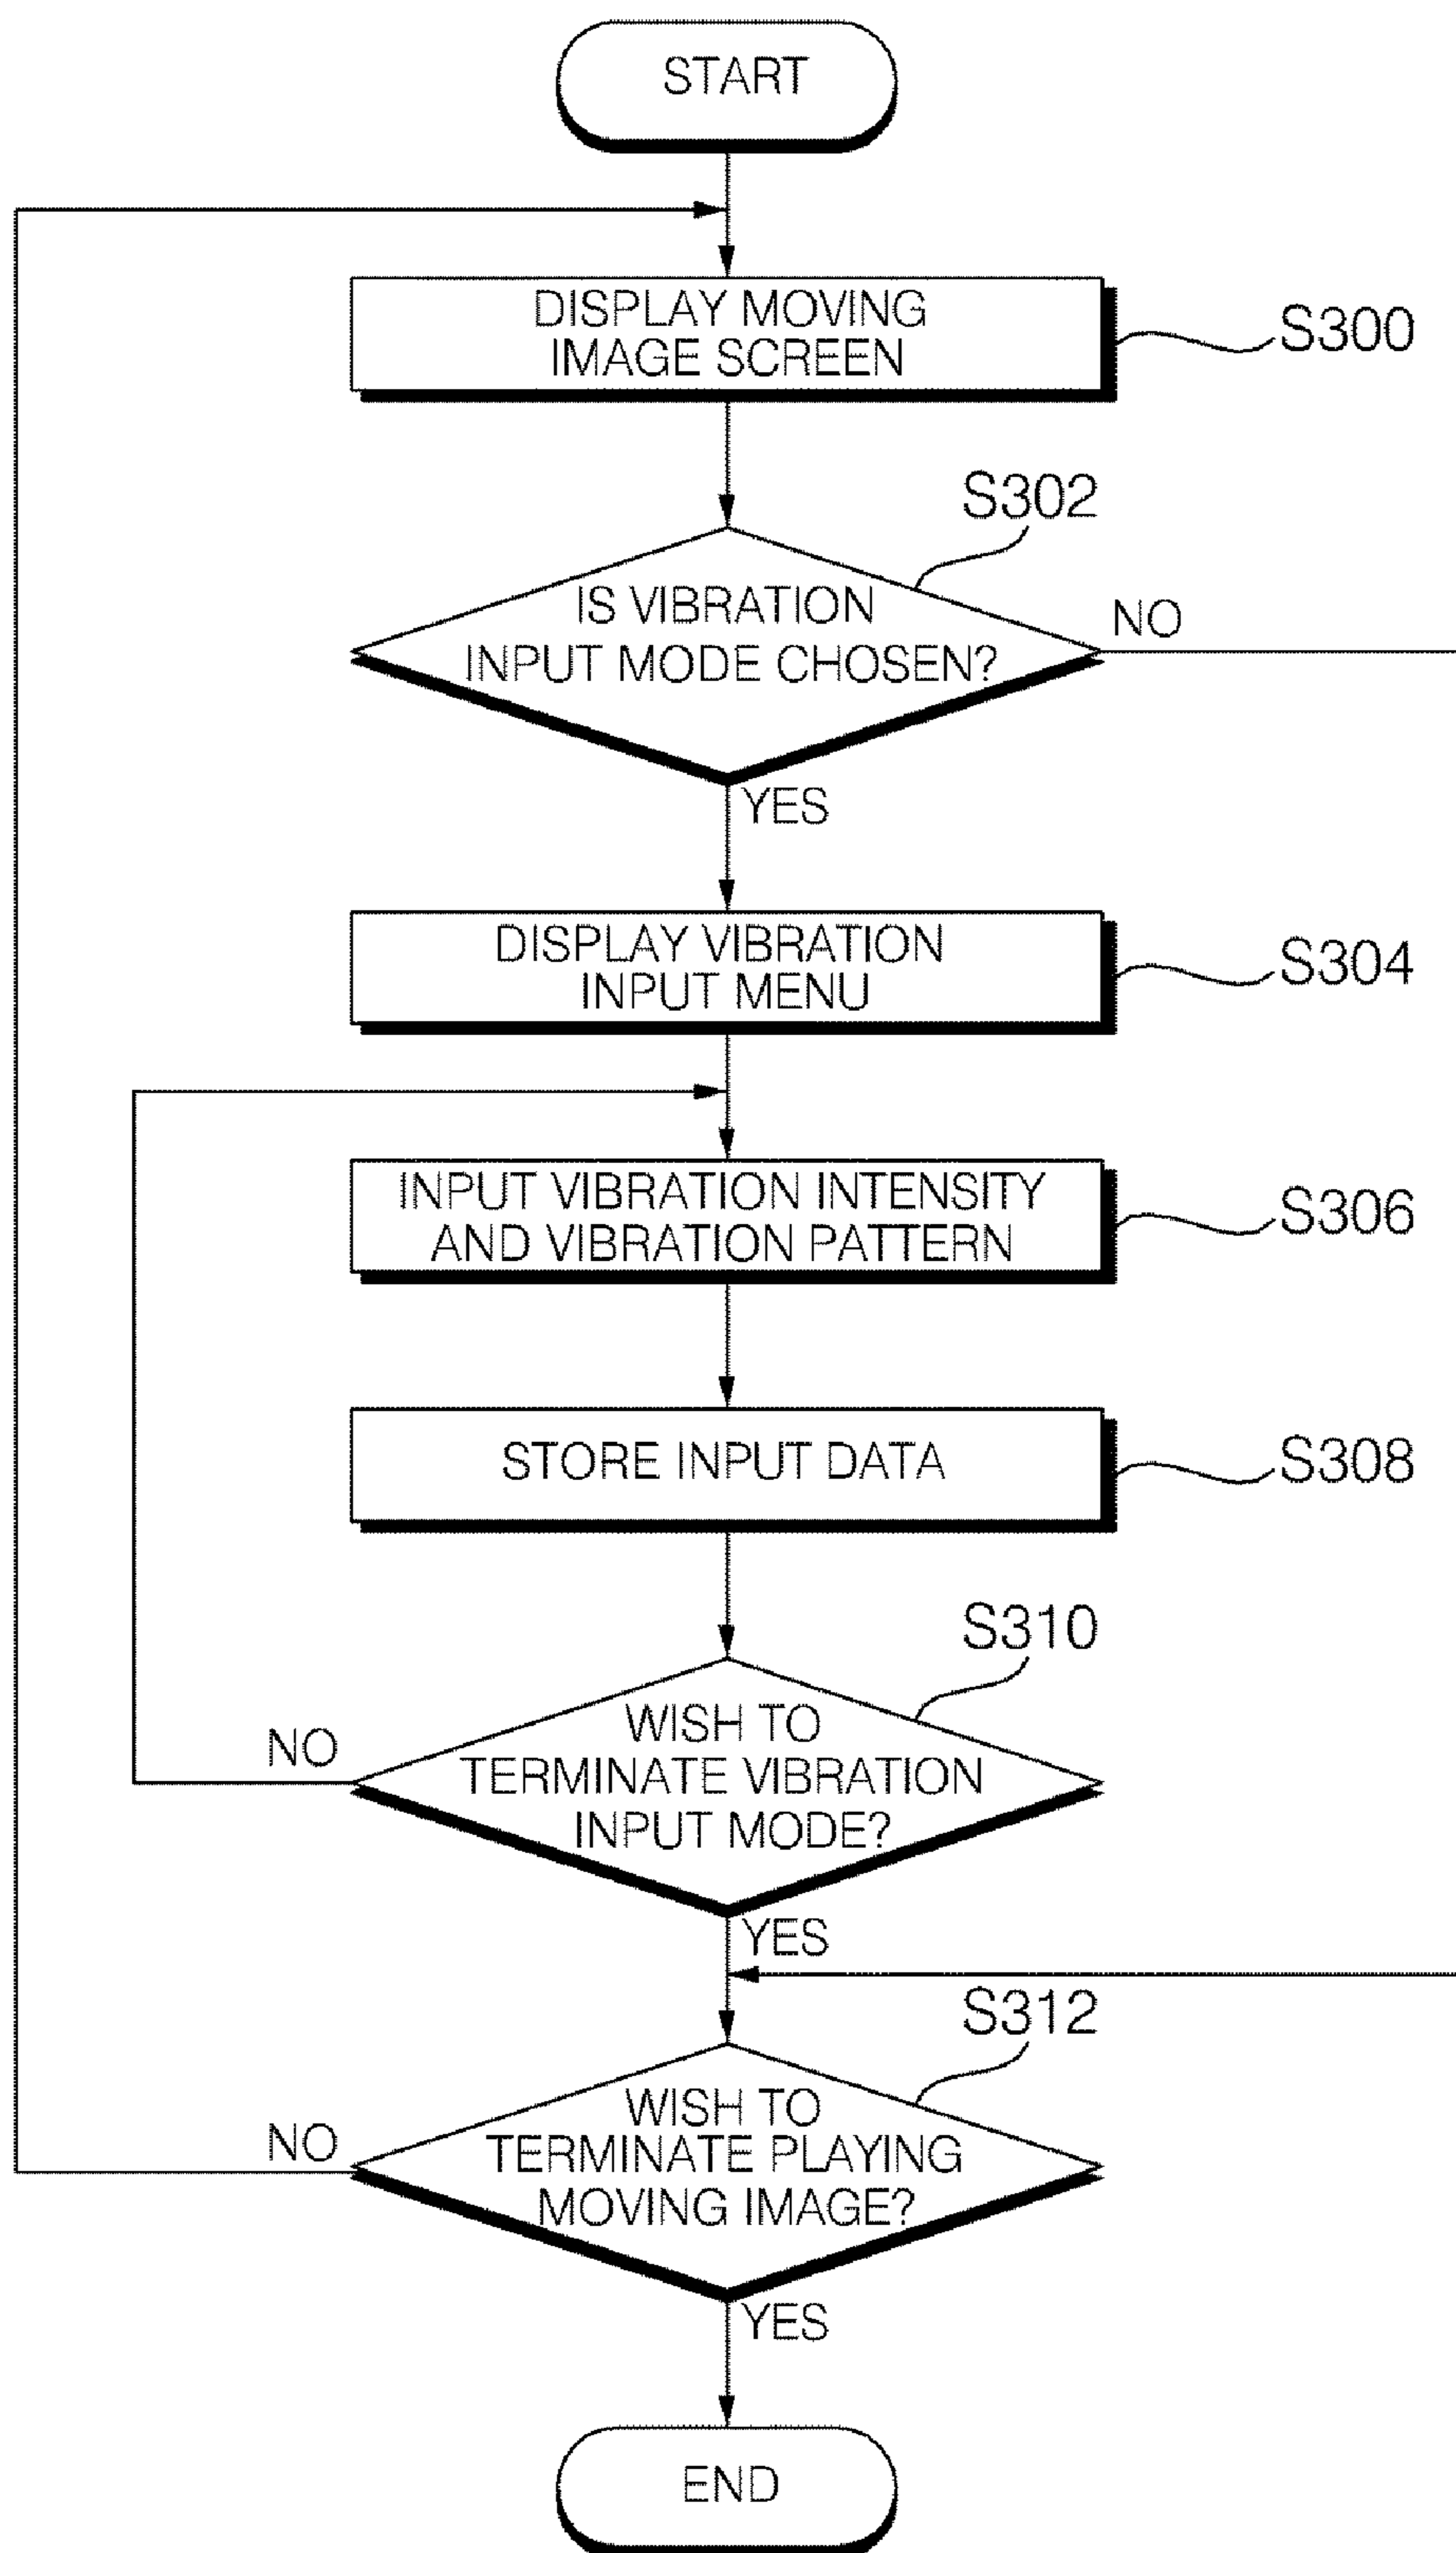 START
DISPLAY MOVING
IMAGE SCREEN
S300
S302
IS VIBRATION
INPUT MODE CHOSEN?
NO
YES
DISPLAY VIBRATION
INPUT MENU
S304
INPUT VIBRATION INTENSITY
AND VIBRATION PATTERN
S306
STORE INPUT DATA
S308
S310
WISH TO
TERMINATE VIBRATION
INPUT MODE?
NO
YES
S312
WISH TO
TERMINATE PLAYING
MOVING IMAGE?
NO
YES
END